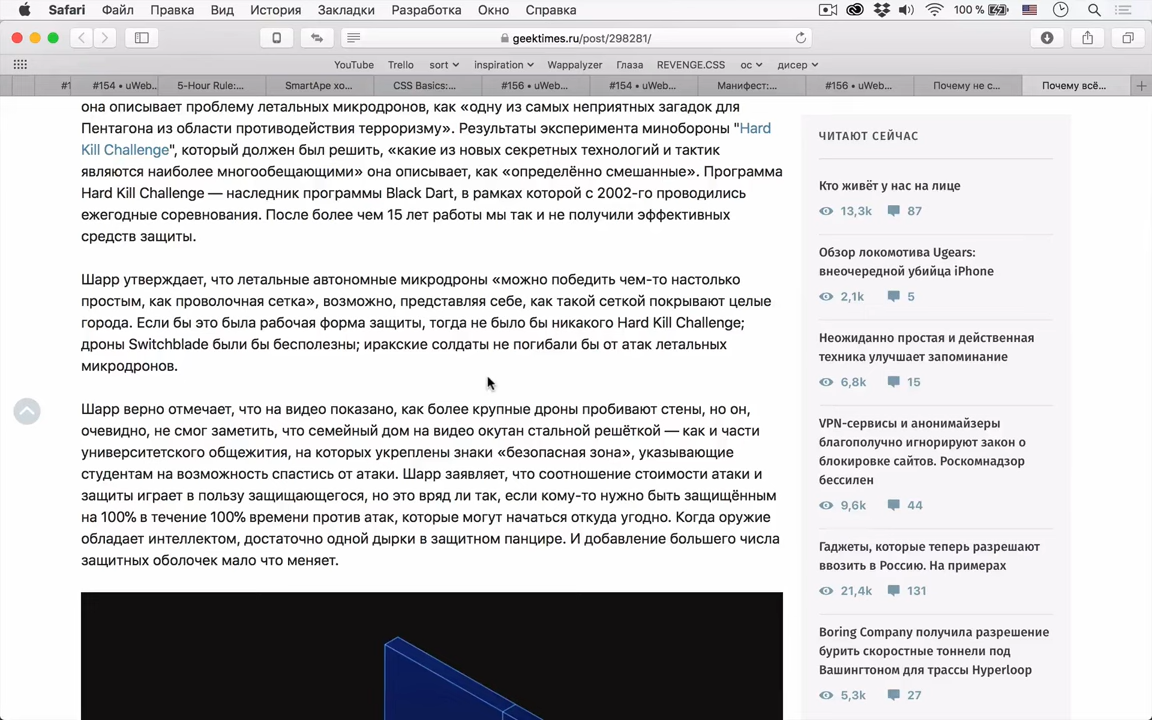 Safari Файл Правка Вид История Закладки Разработка Окно Справка 100 %
geektimes.ru/post/298281/
YouTube Trello sort inspiration Wappalyzer Глаза REVENGE.CSS ос дисер
#1 #154 • uWeb... 5-Hour Rule:... SmartApe хо... CSS Basics:... #156 • uWeb... #154 • uWeb... Манифест:... #156 • uWeb... Почему не с... Почему всё...
она описывает проблему летальных микродронов, как «одну из самых неприятных загадок для
Пентагона из области противодействия терроризму». Результаты эксперимента минобороны "Hard
Kill Challenge", который должен был решить, «какие из новых секретных технологий и тактик
являются наиболее многообещающими» она описывает, как «определённо смешанные». Программа
Hard Kill Challenge — наследник программы Black Dart, в рамках которой с 2002-го проводились
ежегодные соревнования. После более чем 15 лет работы мы так и не получили эффективных
средств защиты.
Шарр утверждает, что летальные автономные микродроны «можно победить чем-то настолько
простым, как проволочная сетка», возможно, представляя себе, как такой сеткой покрывают целые
города. Если бы это была рабочая форма защиты, тогда не было бы никакого Hard Kill Challenge;
дроны Switchblade были бы бесполезны; иракские солдаты не погибали бы от атак летальных
микродронов.
Шарр верно отмечает, что на видео показано, как более крупные дроны пробивают стены, но он,
очевидно, не смог заметить, что семейный дом на видео окутан стальной решёткой — как и части
университетского общежития, на которых укреплены знаки «безопасная зона», указывающие
студентам на возможность спастись от атаки. Шарр заявляет, что соотношение стоимости атаки и
защиты играет в пользу защищающегося, но это вряд ли так, если кому-то нужно быть защищённым
на 100% в течение 100% времени против атак, которые могут начаться откуда угодно. Когда оружие
обладает интеллектом, достаточно одной дырки в защитном панцире. И добавление большего числа
защитных оболочек мало что меняет.
ЧИТАЮТ СЕЙЧАС
Кто живёт у нас на лице
13,3k 87
Обзор локомотива Ugears:
внеочередной убийца iPhone
2,1k 5
Неожиданно простая и действенная
техника улучшает запоминание
6,8k 15
VPN-сервисы и анонимайзеры
благополучно игнорируют закон о
блокировке сайтов. Роскомнадзор
бессилен
9,6k 44
Гаджеты, которые теперь разрешают
ввозить в Россию. На примерах
21,4k 131
Boring Company получила разрешение
бурить скоростные тоннели под
Вашингтоном для трассы Hyperloop
5,3k 27